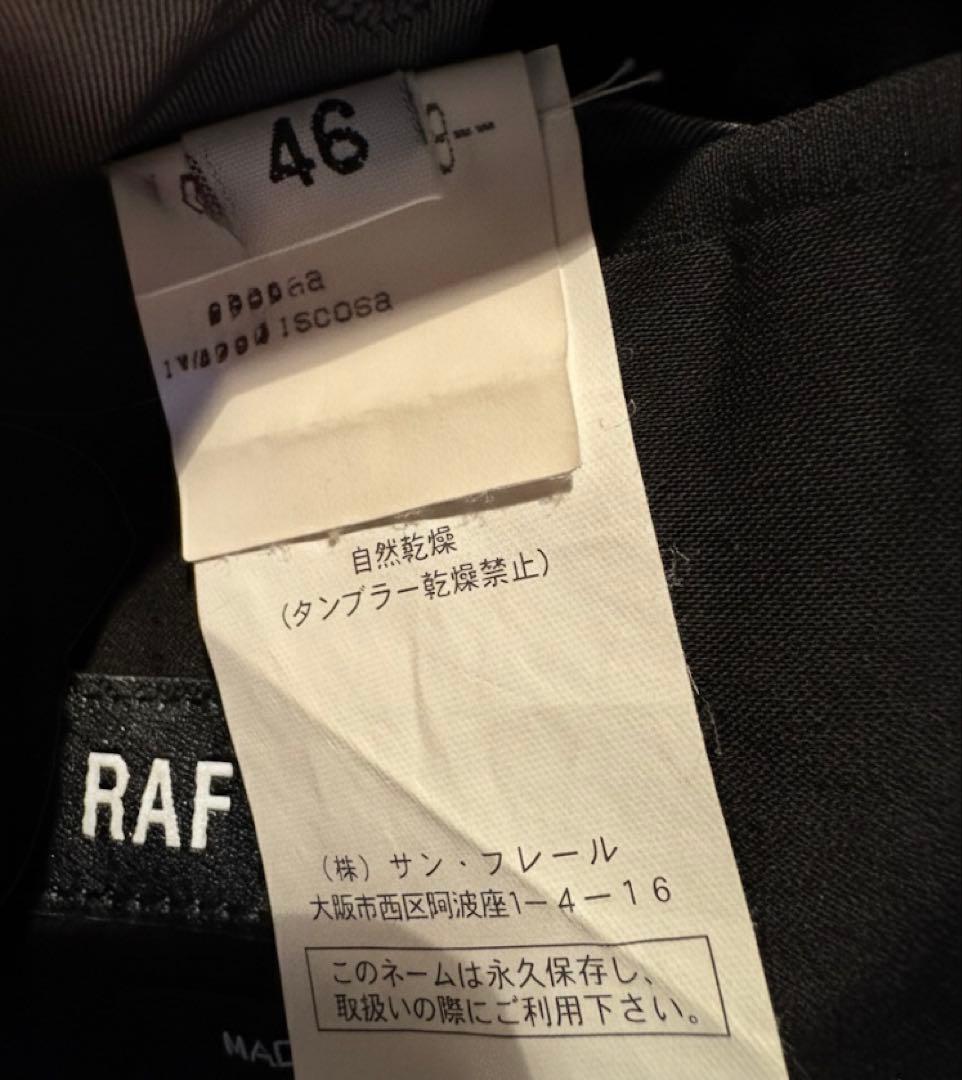 46
自然乾燥
(タンブラー乾燥禁止)
RAF
(株) サン・フレール
大阪市西区阿波座1-4-16
このネームは永久保存し、
取扱いの際にご利用下さい。